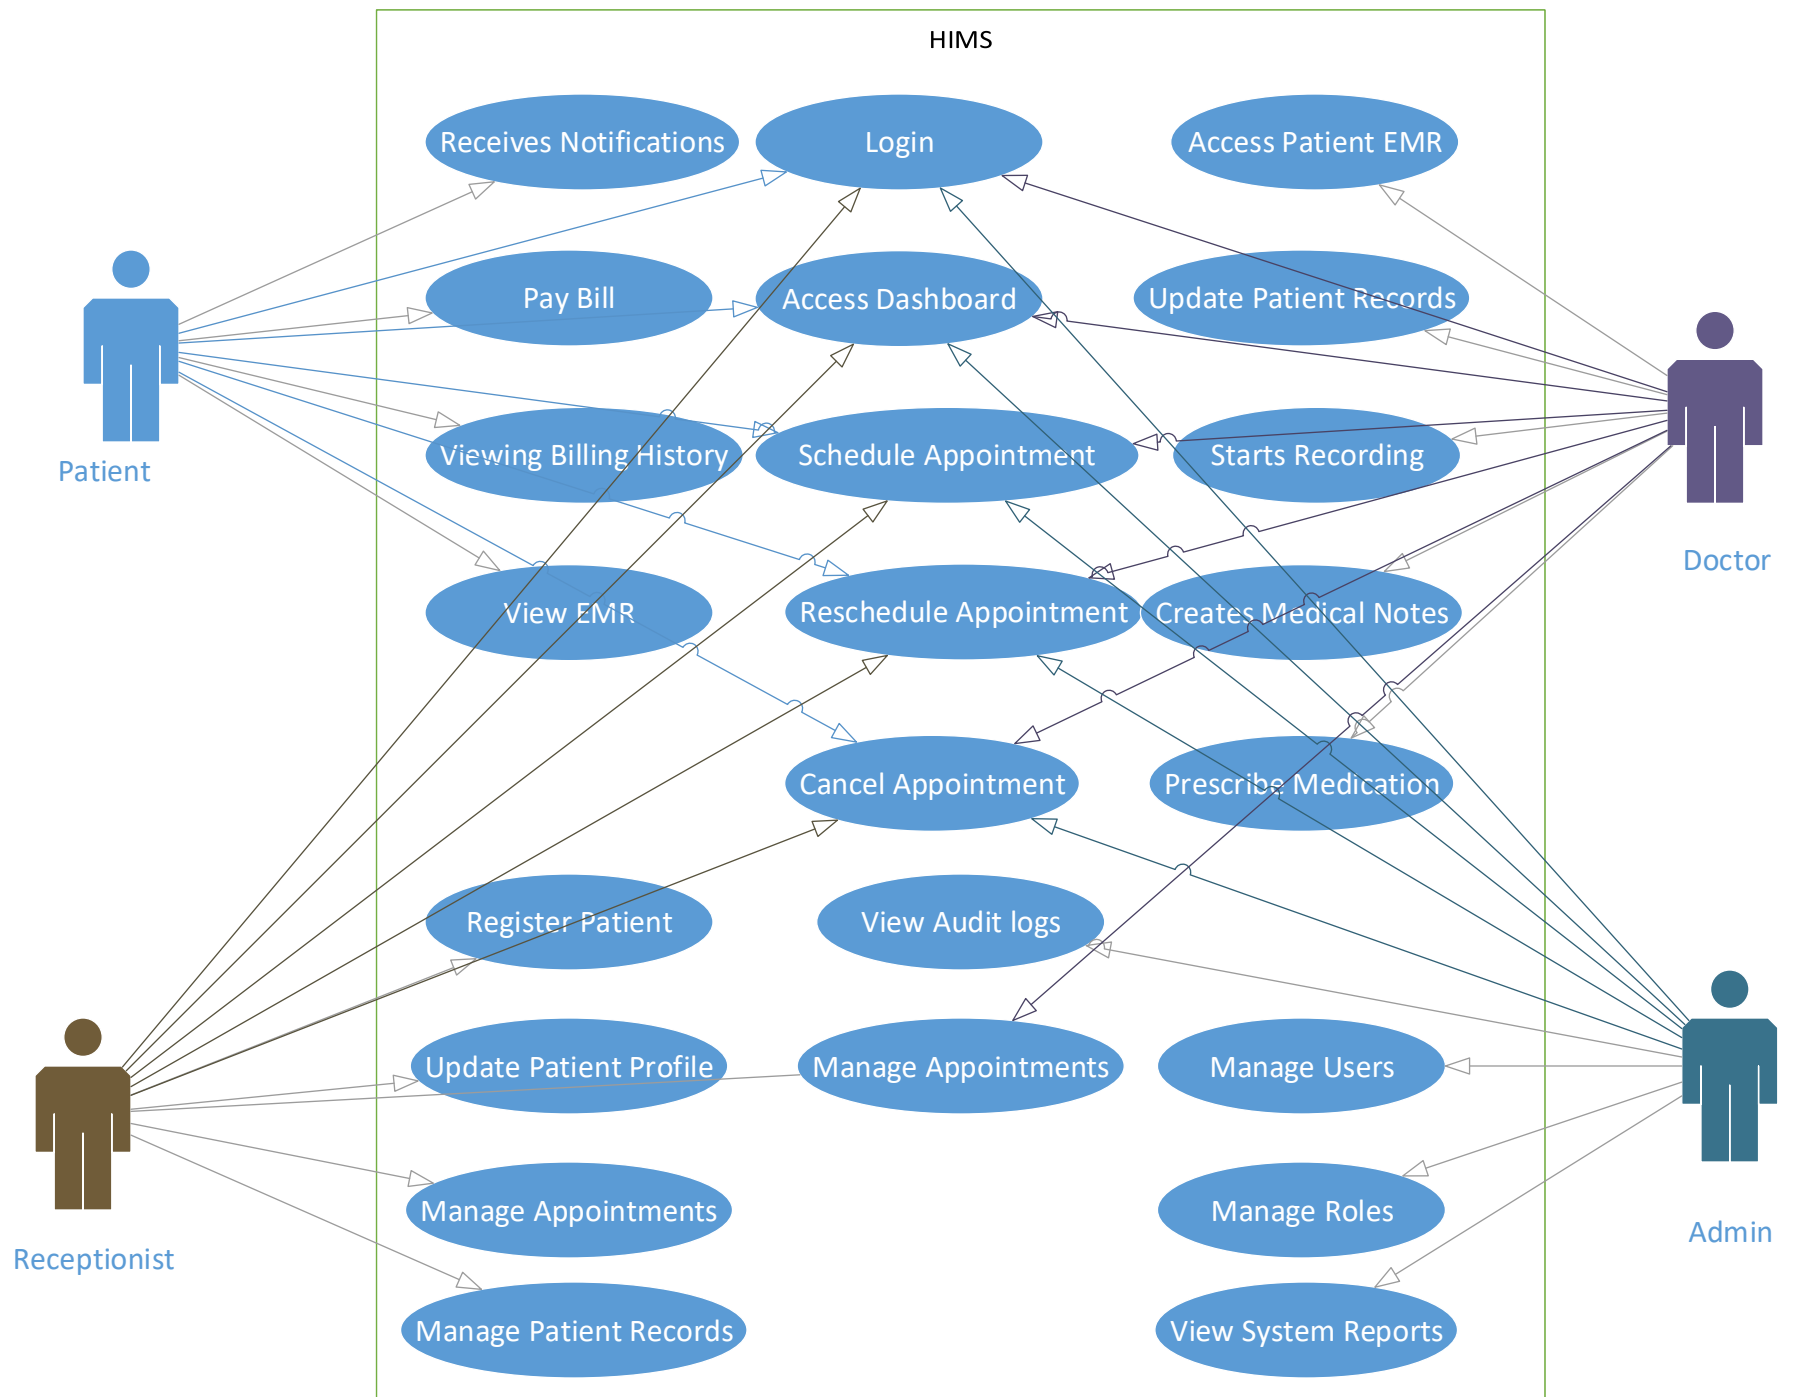 HIMS
Receives Notifications
Login
Access Patient EMR
Pay Bill
Access Dashboard
Update Patient Records
Viewing Billing History
Schedule Appointment
Starts Recording
Patient
Doctor
View EMR
Reschedule Appointment
Creates Medical Notes
Cancel Appointment
Prescribe Medication
Register Patient
View Audit logs
Update Patient Profile
Manage Appointments
Manage Users
Manage Appointments
Manage Roles
Receptionist
Admin
Manage Patient Records
View System Reports